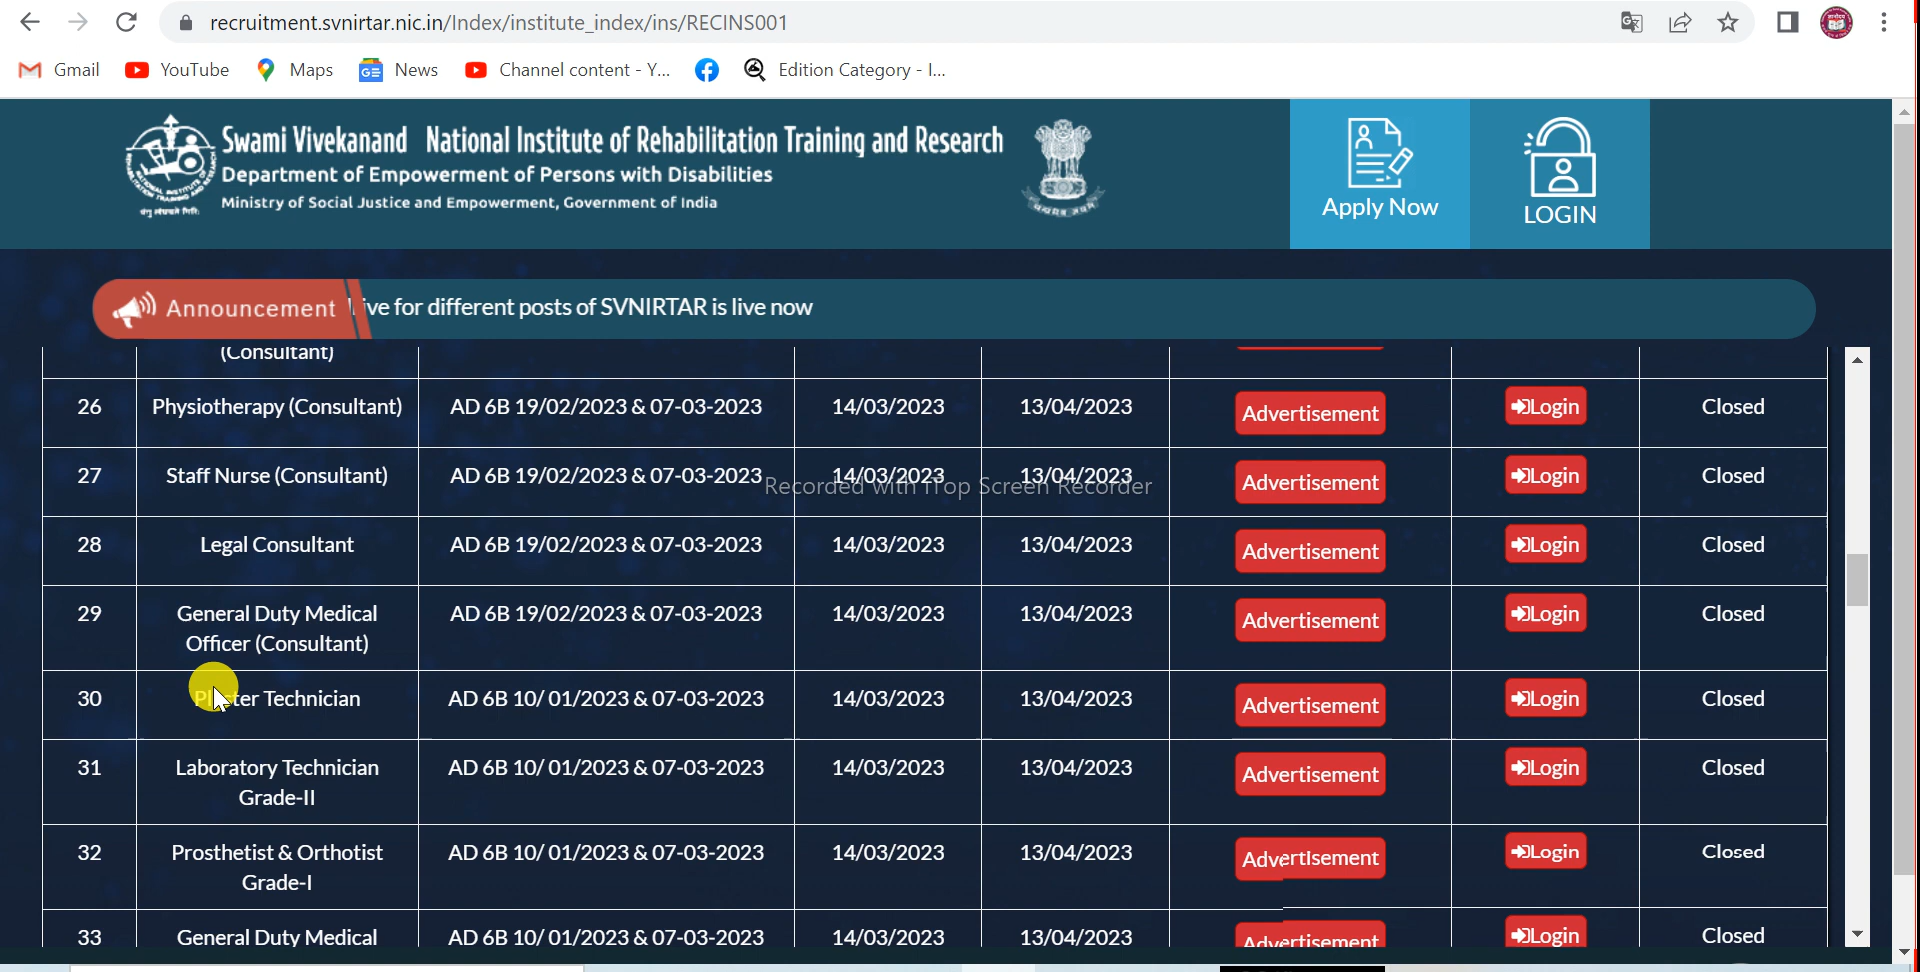 recruitment.svnirtar.nic.in/Index/institute_index/ins/RECINS001
Gmail YouTube Maps News Channel content - Y... Edition Category - I...
Swami Vivekanand National Institute of Rehabilitation Training and Research
Department of Empowerment of Persons with Disabilities
Ministry of Social Justice and Empowerment, Government of India
Apply Now
LOGIN
Announcement ive for different posts of SVNIRTAR is live now
(Consultant)
26 Physiotherapy (Consultant) AD 6B 19/02/2023 & 07-03-2023 14/03/2023 13/04/2023 Advertisement Login Closed
27 Staff Nurse (Consultant) AD 6B 19/02/2023 & 07-03-2023 14/03/2023 13/04/2023 Advertisement Login Closed
Recorded with iTop Screen Recorder
28 Legal Consultant AD 6B 19/02/2023 & 07-03-2023 14/03/2023 13/04/2023 Advertisement Login Closed
29 General Duty Medical AD 6B 19/02/2023 & 07-03-2023 14/03/2023 13/04/2023 Advertisement Login Closed
Officer (Consultant)
30 Plaster Technician AD 6B 10/ 01/2023 & 07-03-2023 14/03/2023 13/04/2023 Advertisement Login Closed
31 Laboratory Technician AD 6B 10/ 01/2023 & 07-03-2023 14/03/2023 13/04/2023 Advertisement Login Closed
Grade-II
32 Prosthetist & Orthotist AD 6B 10/ 01/2023 & 07-03-2023 14/03/2023 13/04/2023 Advertisement Login Closed
Grade-I
33 General Duty Medical AD 6B 10/ 01/2023 & 07-03-2023 14/03/2023 13/04/2023 Advertisement Login Closed